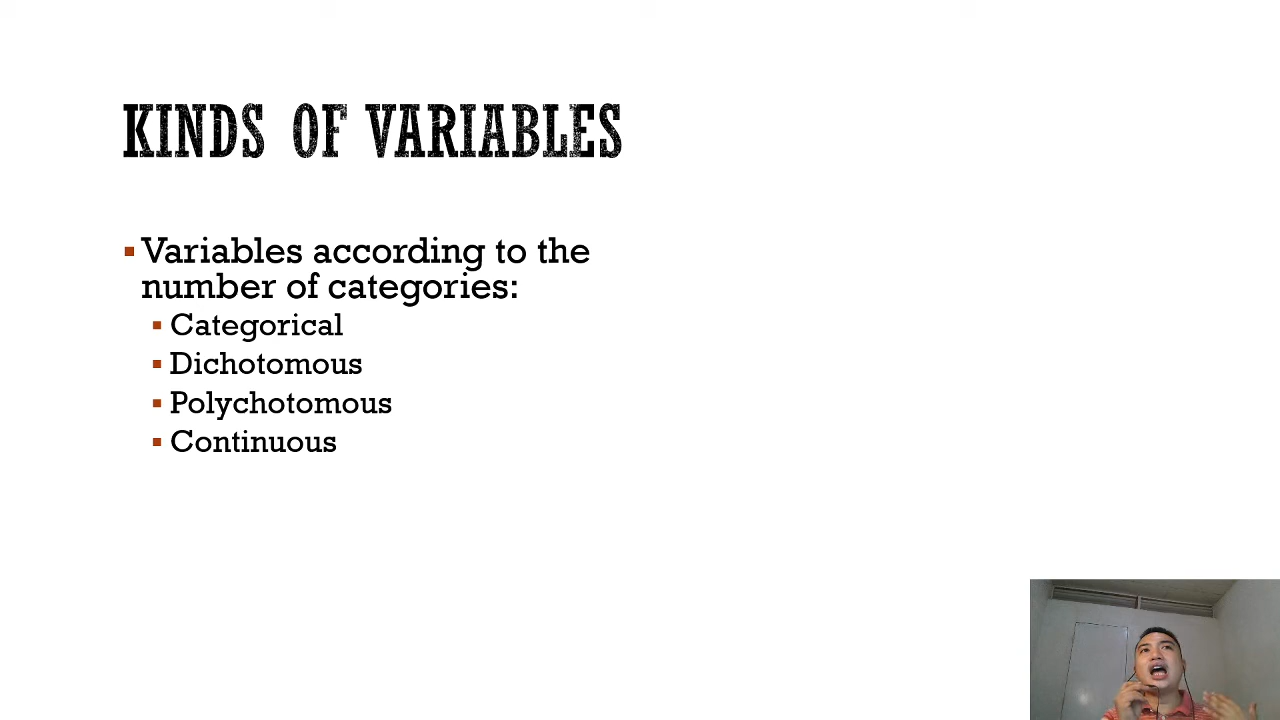 KINDS OF VARIABLES
Variables according to the
number of categories:
Categorical
Dichotomous
Polychotomous
Continuous